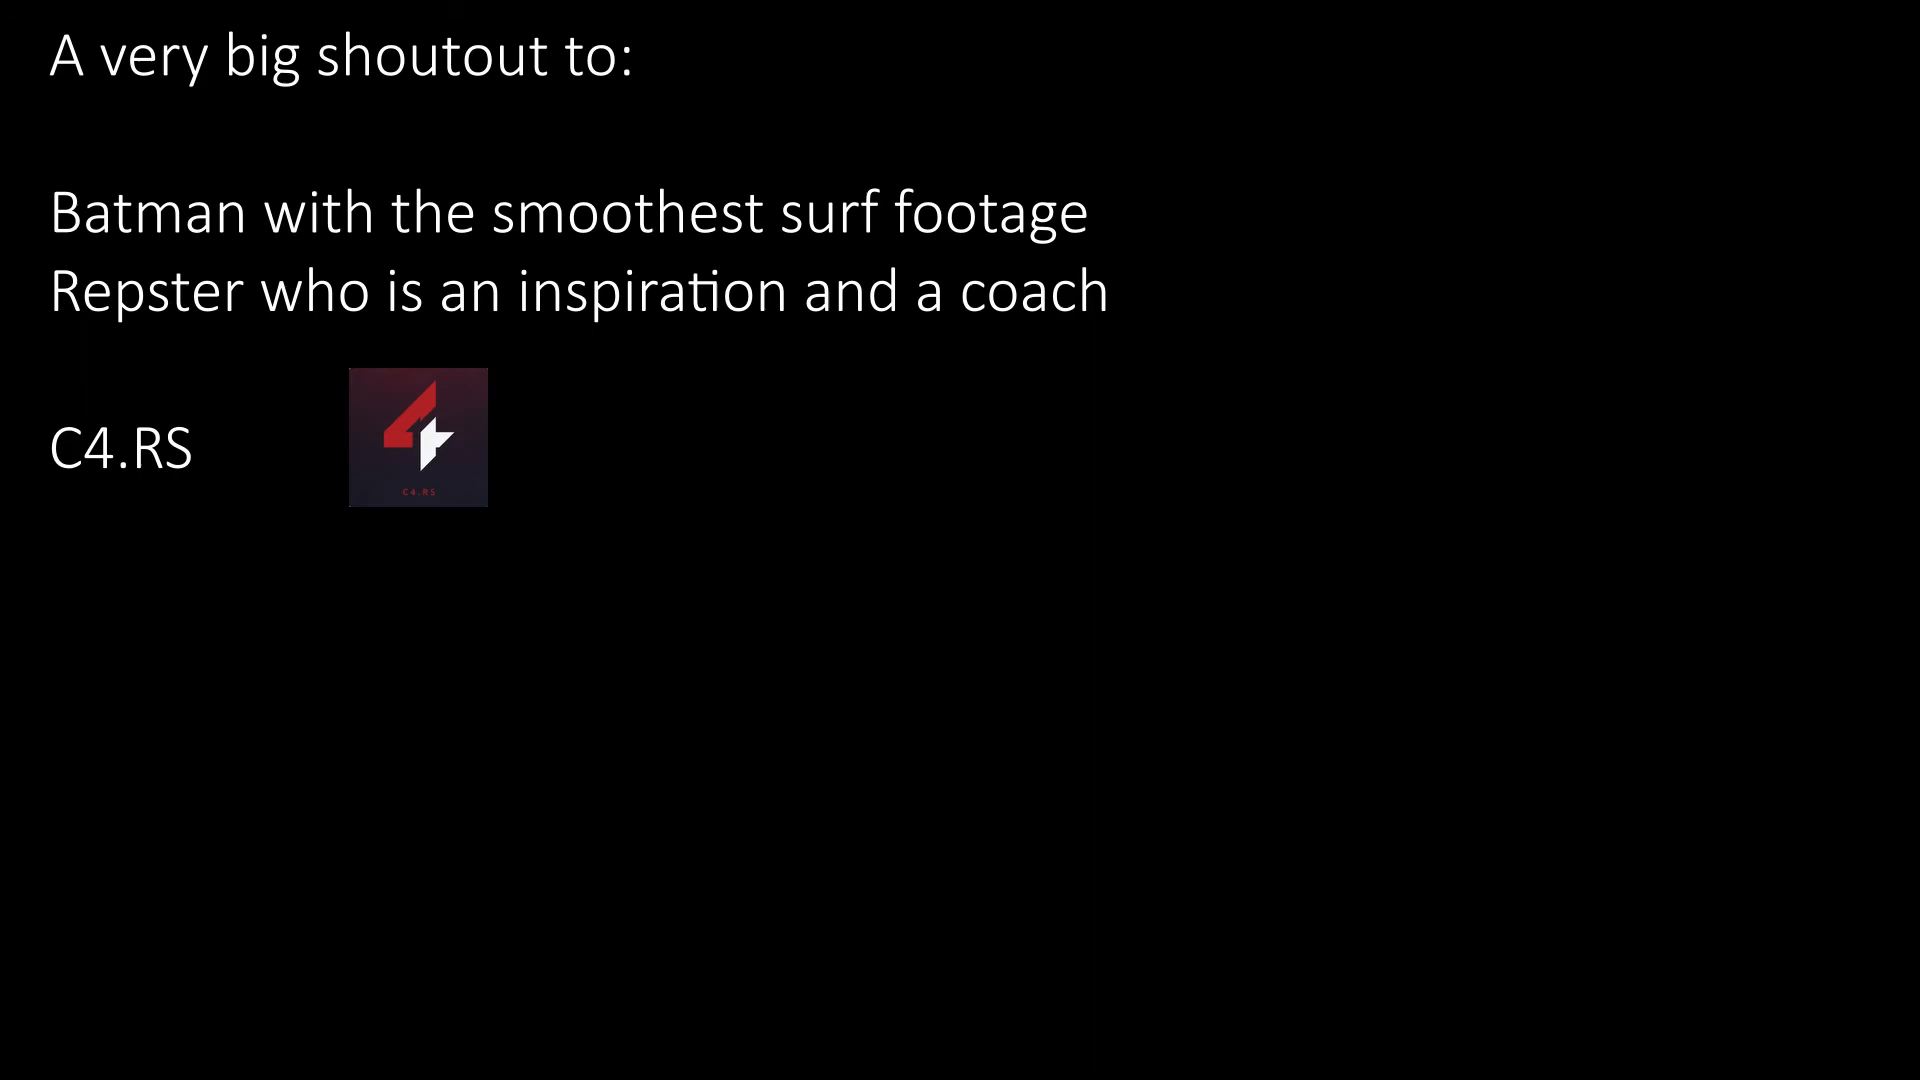 A very big shoutout to:
Batman with the smoothest surf footage
Repster who is an inspiration and a coach
C4.RS
C4.RS